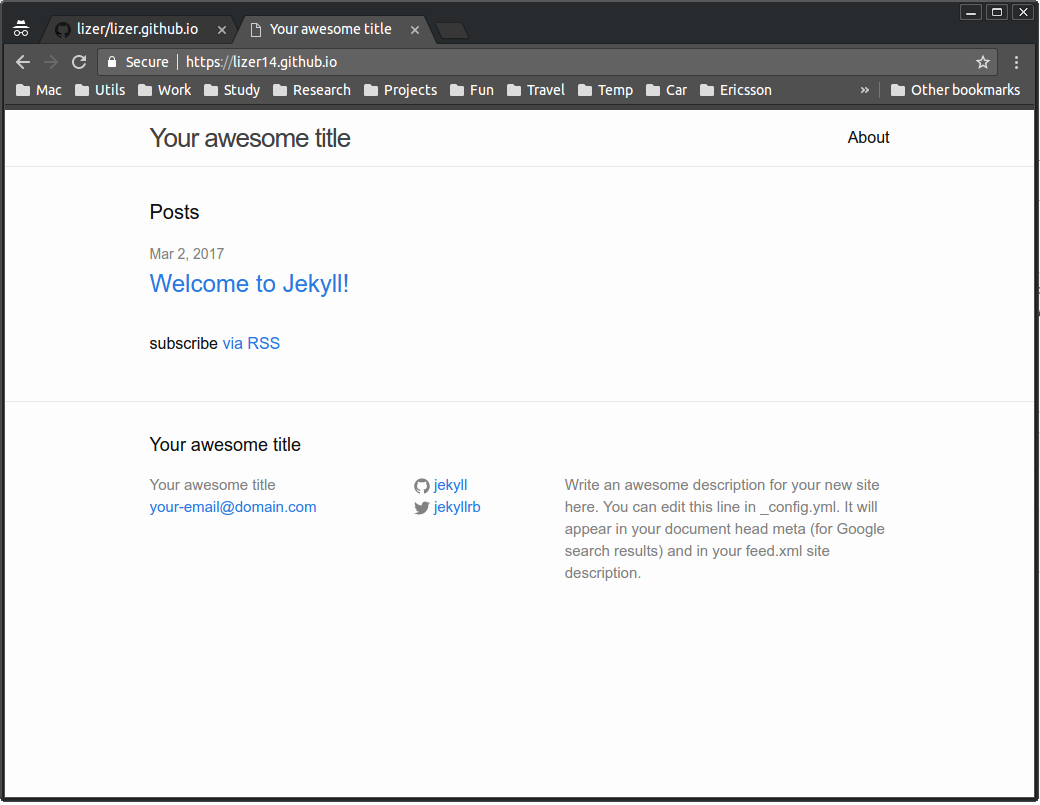 lizer/lizer.github.io
Your awesome title
Secure
https://lizer14.github.io
Mac Utils Work Study Research Projects Fun Travel Temp Car Ericsson » Other bookmarks
Your awesome title
About
Posts
Mar 2, 2017
Welcome to Jekyll!
subscribe via RSS
Your awesome title
Your awesome title
your-email@domain.com
jekyll
jekyllrb
Write an awesome description for your new site
here. You can edit this line in _config.yml. It will
appear in your document head meta (for Google
search results) and in your feed.xml site
description.